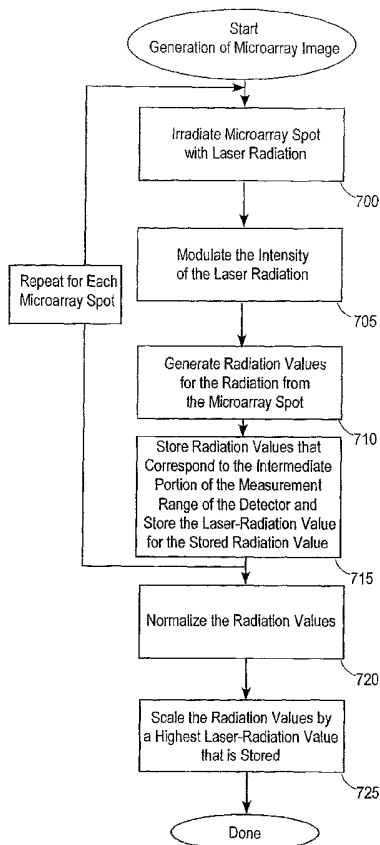 Start
Generation of Microarray Image
Irradiate Microarray Spot
with Laser Radiation
700
Modulate the Intensity
of the Laser Radiation
705
Repeat for Each
Microarray Spot
Generate Radiation Values
for the Radiation from
the Microarray Spot
710
Store Radiation Values that
Correspond to the Intermediate
Portion of the Measurement
Range of the Detector and
Store the Laser-Radiation Value
for the Stored Radiation Value
715
Normalize the Radiation Values
720
Scale the Radiation Values by
a Highest Laser-Radiation Value
that is Stored
725
Done